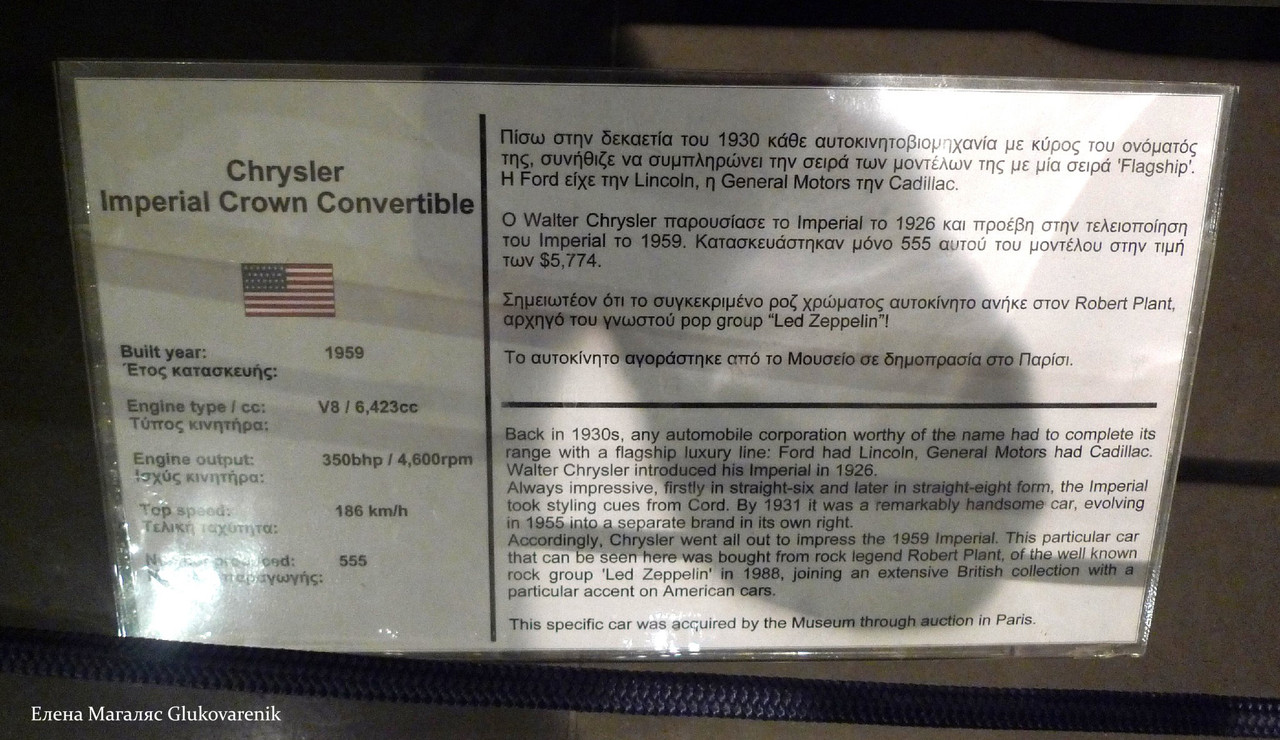 Chrysler
Imperial Crown Convertible
Built year: 1959
Έτος κατασκευής:
Engine type / cc: V8 / 6,423cc
Τύπος κινητήρα:
Engine output: 350bhp / 4,600rpm
Ισχύς κινητήρα:
Top speed: 186 km/h
Τελική ταχύτητα:
555
παραγωγής:
Πίσω στην δεκαετία του 1930 κάθε αυτοκινητοβιομηχανία με κύρος του ονόματός
της, συνήθιζε να συμπληρώνει την σειρά των μοντέλων της με μία σειρά 'Flagship'.
Η Ford είχε την Lincoln, η General Motors την Cadillac.
Ο Walter Chrysler παρουσίασε το Imperial το 1926 και προέβη στην τελειοποίηση
του Imperial το 1959. Κατασκευάστηκαν μόνο 555 αυτού του μοντέλου στην τιμή
των $5,774.
Σημειωτέον ότι το συγκεκριμένο ροζ χρώματος αυτοκίνητο ανήκε στον Robert Plant,
αρχηγό του γνωστού pop group “Led Zeppelin”!
Το αυτοκίνητο αγοράστηκε από το Μουσείο σε δημοπρασία στο Παρίσι.
Back in 1930s, any automobile corporation worthy of the name had to complete its
range with a flagship luxury line: Ford had Lincoln, General Motors had Cadillac.
Walter Chrysler introduced his Imperial in 1926.
Always impressive, firstly in straight-six and later in straight-eight form, the Imperial
took styling cues from Cord. By 1931 it was a remarkably handsome car, evolving
in 1955 into a separate brand in its own right.
Accordingly, Chrysler went all out to impress the 1959 Imperial. This particular car
that can be seen here was bought from rock legend Robert Plant, of the well known
rock group 'Led Zeppelin' in 1988, joining an extensive British collection with a
particular accent on American cars.
This specific car was acquired by the Museum through auction in Paris.
Елена Магаляс Glukovarenik